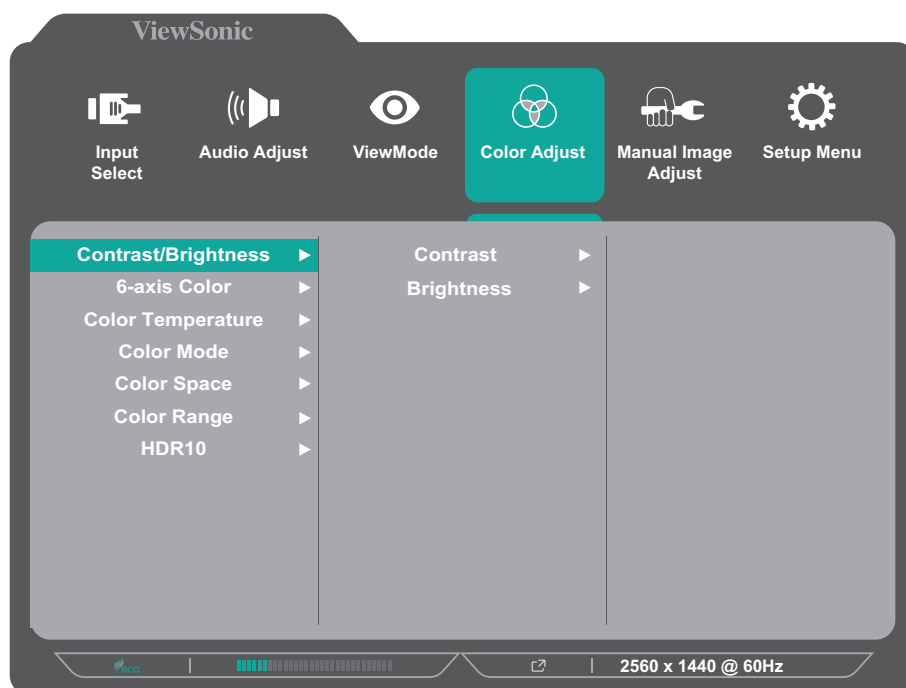 ViewSonic
Input
Select
Audio Adjust
ViewMode
Color Adjust
Manual Image
Adjust
Setup Menu
Contrast/Brightness
6-axis Color
Color Temperature
Color Mode
Color Space
Color Range
HDR10
Contrast
Brightness
ECO
2560 x 1440 @ 60Hz